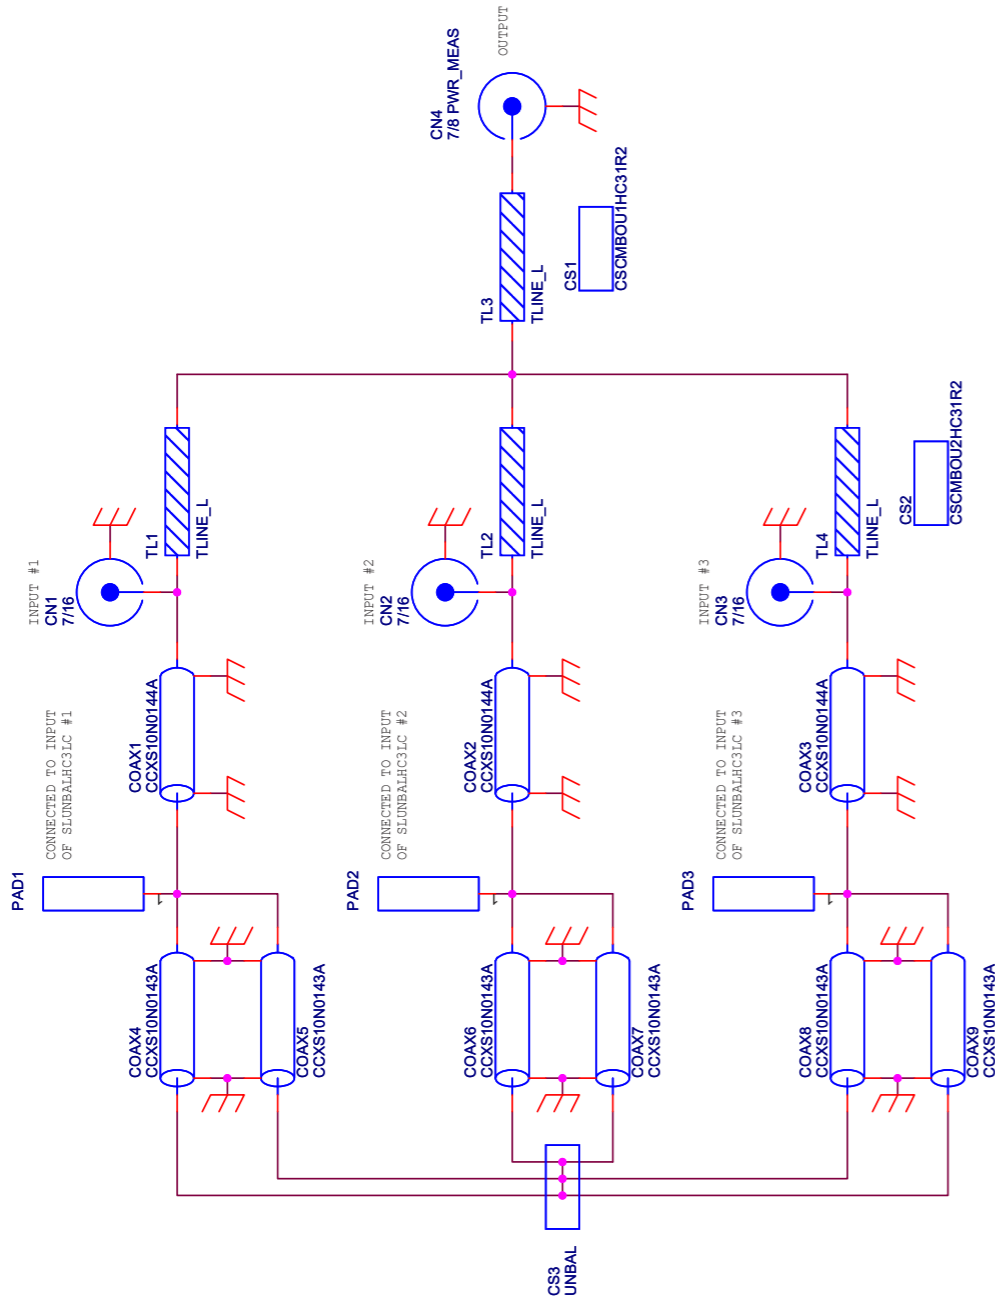 OUTPUT
CN4
7/8 PWR_MEAS
TL3
TLINE_L
CS1
CSCMBOU1HC31R2
INPUT #1
CN1
7/16
TL1
TLINE_L
INPUT #2
CN2
7/16
TL2
TLINE_L
INPUT #3
CN3
7/16
TL4
TLINE_L
CS2
CSCMBOU2HC31R2
CONNECTED TO INPUT
OF SLUNBALHC3LC #1
COAX1
CCXS10N0144A
CONNECTED TO INPUT
OF SLUNBALHC3LC #2
COAX2
CCXS10N0144A
CONNECTED TO INPUT
OF SLUNBALHC3LC #3
COAX3
CCXS10N0144A
PAD1
1
PAD2
1
PAD3
1
COAX4
CCXS10N0143A
COAX5
CCXS10N0143A
COAX6
CCXS10N0143A
COAX7
CCXS10N0143A
COAX8
CCXS10N0143A
COAX9
CCXS10N0143A
CS3
UNBAL